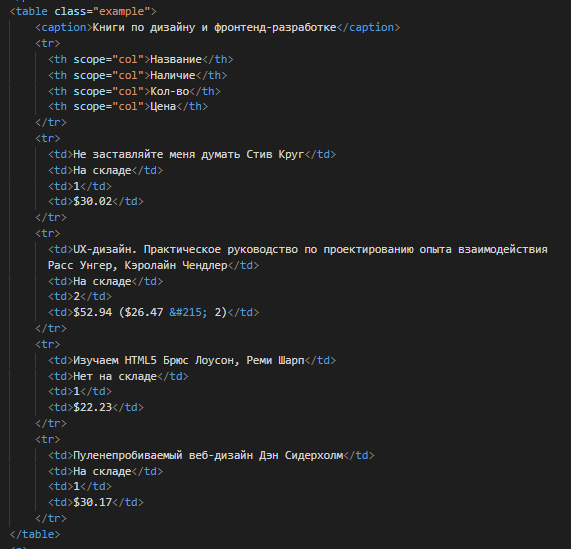 <table class="example">
<caption>Книги по дизайну и фронтенд-разработке</caption>
<tr>
<th scope="col">Название</th>
<th scope="col">Наличие</th>
<th scope="col">Кол-во</th>
<th scope="col">Цена</th>
</tr>
<tr>
<td>Не заставляйте меня думать Стив Круг</td>
<td>На складе</td>
<td>1</td>
<td>$30.02</td>
</tr>
<tr>
<td>UX-дизайн. Практическое руководство по проектированию опыта взаимодействия
Расс Унгер, Кэролайн Чендлер</td>
<td>На складе</td>
<td>2</td>
<td>$52.94 ($26.47 &#215; 2)</td>
</tr>
<tr>
<td>Изучаем HTML5 Брюс Лоусон, Реми Шарп</td>
<td>Нет на складе</td>
<td>1</td>
<td>$22.23</td>
</tr>
<tr>
<td>Пуленепробиваемый веб-дизайн Дэн Сидерхолм</td>
<td>На складе</td>
<td>1</td>
<td>$30.17</td>
</tr>
</table>